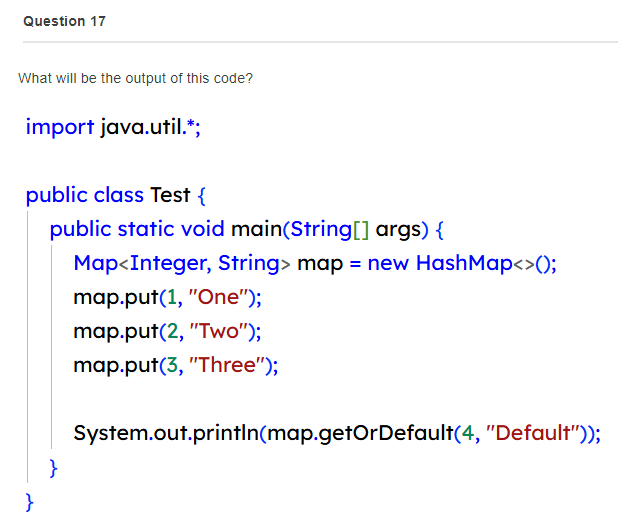 Question 17
What will be the output of this code?
import java.util.*;
public class Test {
public static void main(String[] args) {
Map<Integer, String> map = new HashMap<>();
map.put(1, "One");
map.put(2, "Two");
map.put(3, "Three");
System.out.println(map.getOrDefault(4, "Default"));
}
}